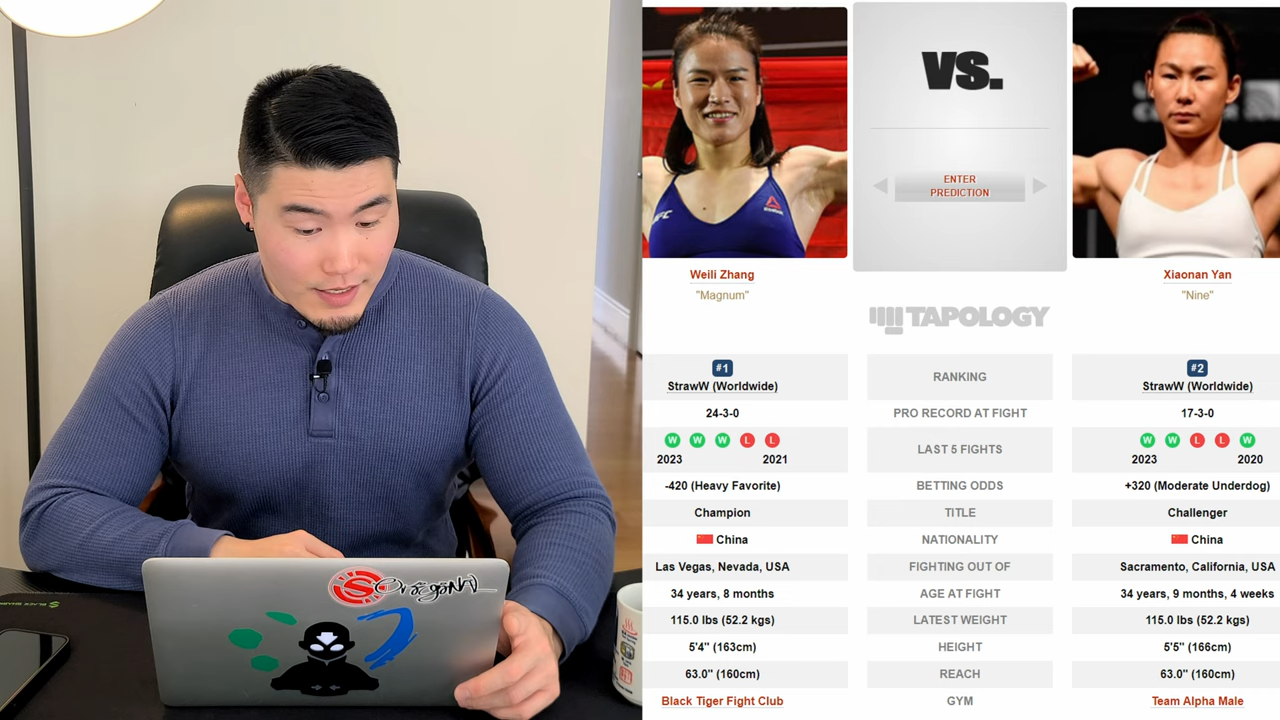 VS.
ENTER
PREDICTION
Weili Zhang
"Magnum"
Xiaonan Yan
"Nine"
TAPOLOGY
#1
StrawW (Worldwide)
RANKING
#2
StrawW (Worldwide)
24-3-0
PRO RECORD AT FIGHT
17-3-0
W W W L L
2023 2021
LAST 5 FIGHTS
W W L L W
2023 2020
-420 (Heavy Favorite)
BETTING ODDS
+320 (Moderate Underdog)
Champion
TITLE
Challenger
China
NATIONALITY
China
Las Vegas, Nevada, USA
FIGHTING OUT OF
Sacramento, California, USA
34 years, 8 months
AGE AT FIGHT
34 years, 9 months, 4 weeks
115.0 lbs (52.2 kgs)
LATEST WEIGHT
115.0 lbs (52.2 kgs)
5'4" (163cm)
HEIGHT
5'5" (166cm)
63.0" (160cm)
REACH
63.0" (160cm)
Black Tiger Fight Club
GYM
Team Alpha Male